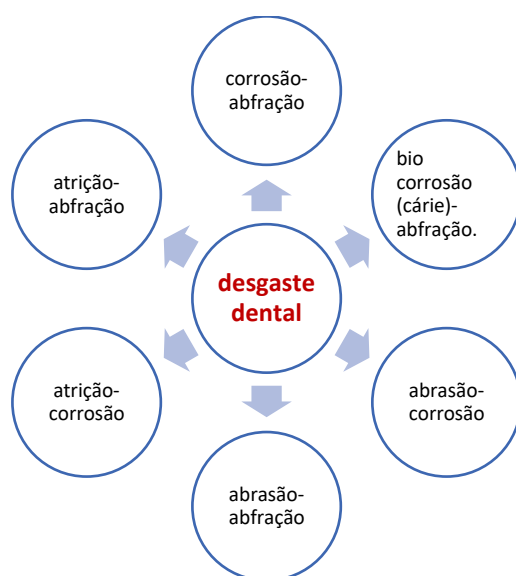 corrosão-
abfração
bio
corrosão
(cárie)-
abfração.
abrasão-
corrosão
abrasão-
abfração
atrição-
corrosão
atrição-
abfração
desgaste
dental